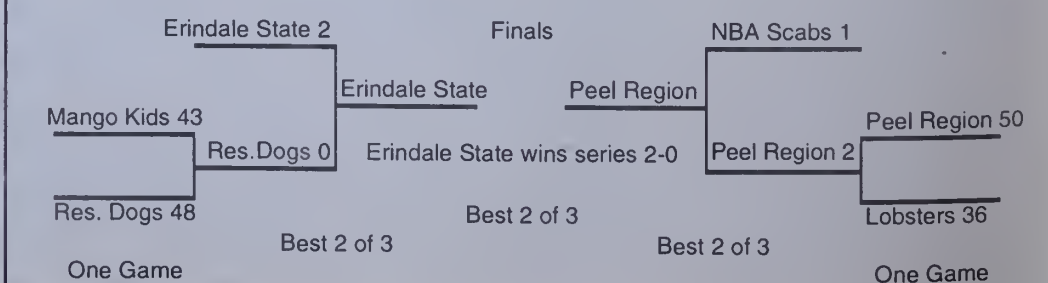 Erindale State 2
Finals
NBA Scabs 1
Erindale State
Peel Region
Mango Kids 43
Peel Region 50
Res.Dogs 0
Erindale State wins series 2-0
Peel Region 2
Res. Dogs 48
Best 2 of 3
Lobsters 36
Best 2 of 3
Best 2 of 3
One Game
One Game